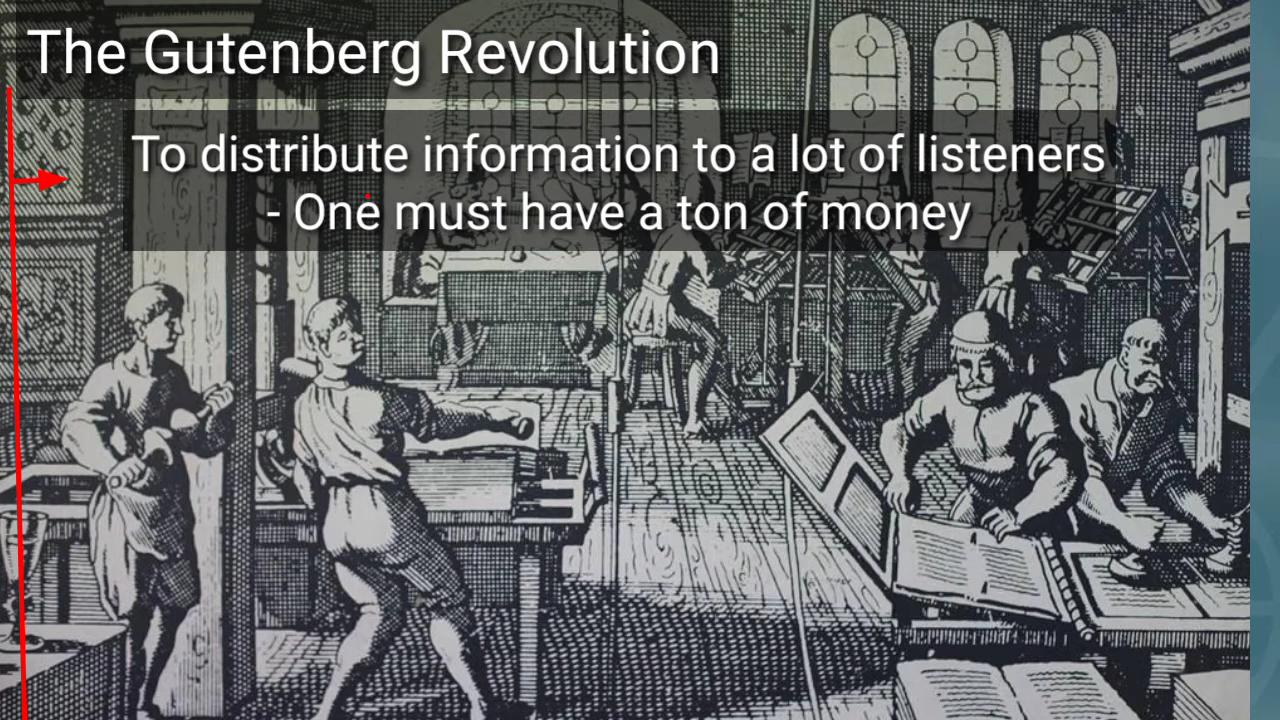 The Gutenberg Revolution
To distribute information to a lot of listeners
- One must have a ton of money